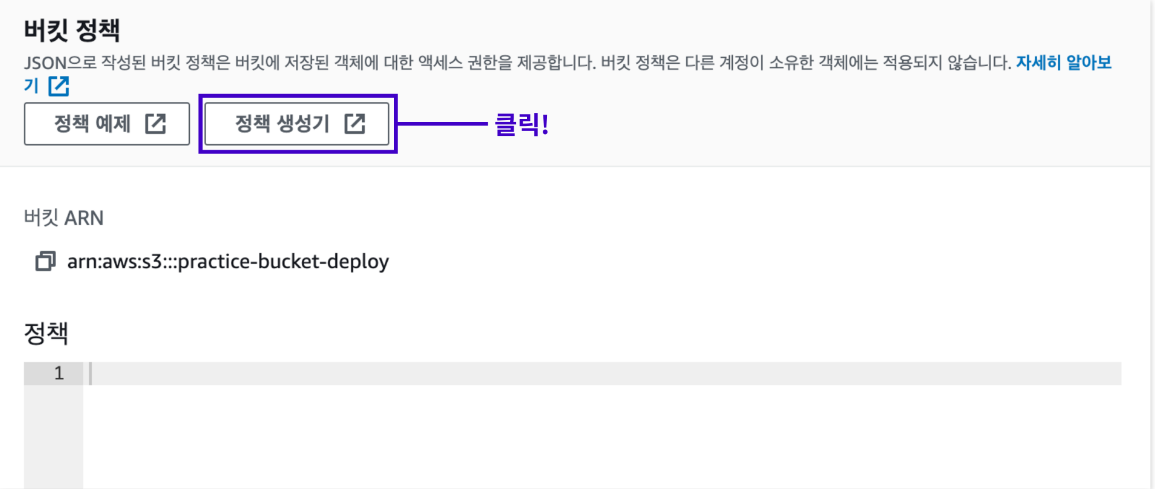 버킷 정책
JSON으로 작성된 버킷 정책은 버킷에 저장된 객체에 대한 액세스 권한을 제공합니다. 버킷 정책은 다른 계정이 소유한 객체에는 적용되지 않습니다. 자세히 알아보
기
정책 예제 정책 생성기 클릭!
버킷 ARN
arn:aws:s3:::practice-bucket-deploy
정책
1